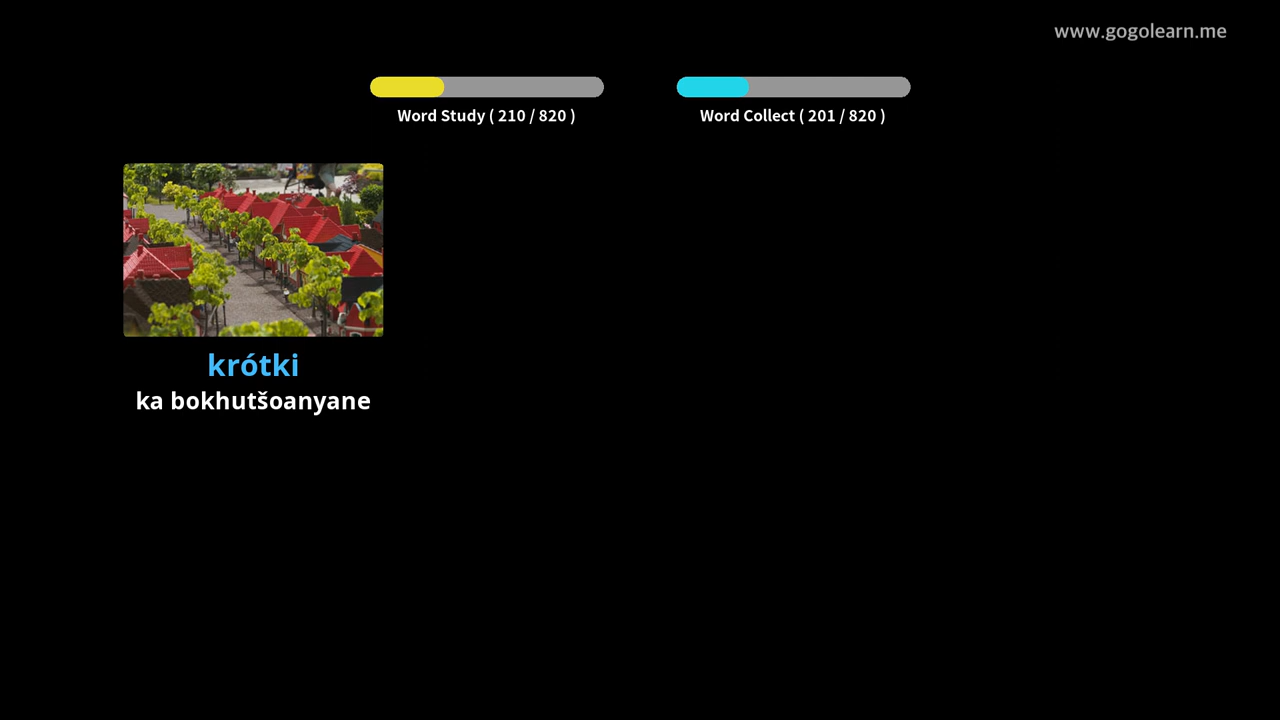 www.gogolearn.me
Word Study ( 210 / 820 )
Word Collect ( 201 / 820 )
krótki
ka bokhutšoanyane